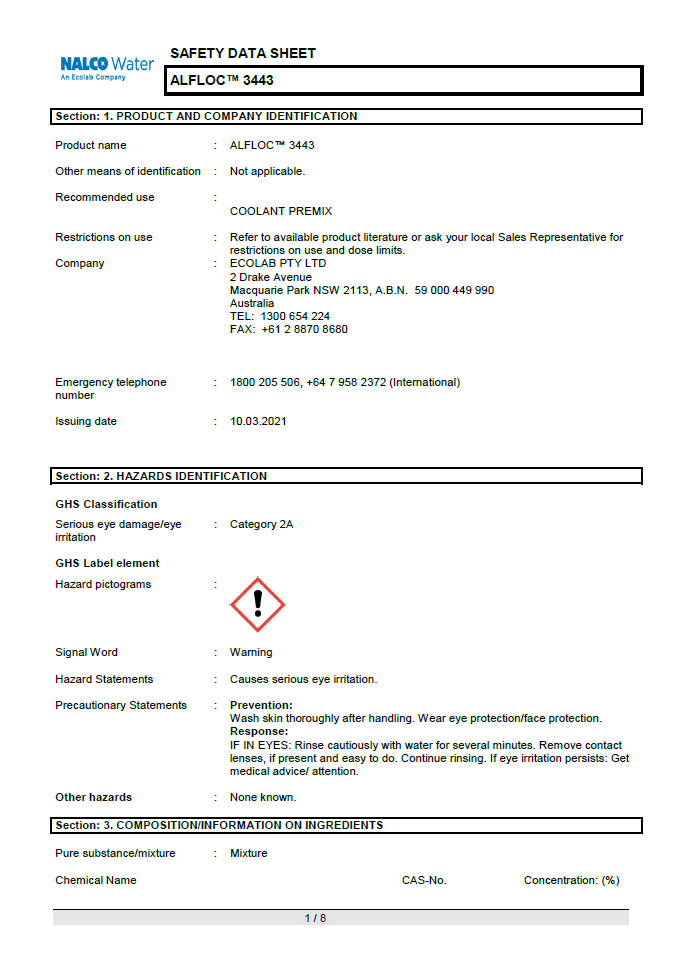 NALCO Water
An Ecolab Company
SAFETY DATA SHEET
ALFLOC™ 3443
Section: 1. PRODUCT AND COMPANY IDENTIFICATION
Product name : ALFLOC™ 3443
Other means of identification : Not applicable.
Recommended use :
COOLANT PREMIX
Restrictions on use : Refer to available product literature or ask your local Sales Representative for
restrictions on use and dose limits.
Company : ECOLAB PTY LTD
2 Drake Avenue
Macquarie Park NSW 2113, A.B.N. 59 000 449 990
Australia
TEL: 1300 654 224
FAX: +61 2 8870 8680
Emergency telephone : 1800 205 506, +64 7 958 2372 (International)
number
Issuing date : 10.03.2021
Section: 2. HAZARDS IDENTIFICATION
GHS Classification
Serious eye damage/eye : Category 2A
irritation
GHS Label element
Hazard pictograms :
Signal Word : Warning
Hazard Statements : Causes serious eye irritation.
Precautionary Statements : Prevention:
Wash skin thoroughly after handling. Wear eye protection/face protection.
Response:
IF IN EYES: Rinse cautiously with water for several minutes. Remove contact
lenses, if present and easy to do. Continue rinsing. If eye irritation persists: Get
medical advice/ attention.
Other hazards : None known.
Section: 3. COMPOSITION/INFORMATION ON INGREDIENTS
Pure substance/mixture : Mixture
Chemical Name CAS-No. Concentration: (%)
1 / 8